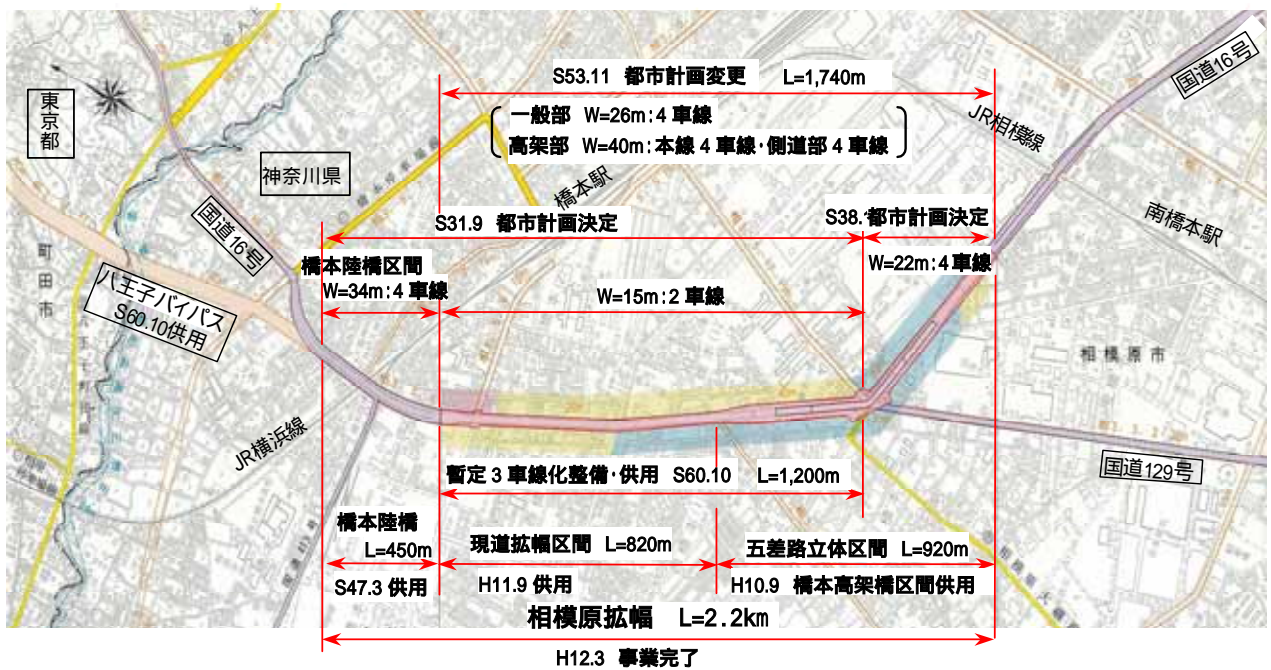 S53.11 都市計画変更 L=1,740m
一般部 W=26m:4 車線
高架部 W=40m:本線 4 車線･側道部 4 車線
東京都
神奈川県
国道16号
国道16号
JR相模線
橋本駅
南橋本駅
S31.9 都市計画決定
S38. 都市計画決定
橋本陸橋区間
W=34m:4 車線
W=15m:2 車線
W=22m:4 車線
町田市
八王子バイパス
S60.10供用
相模原市
JR横浜線
国道129号
暫定 3 車線化整備･供用 S60.10 L=1,200m
橋本陸橋
L=450m
現道拡幅区間 L=820m
五差路立体区間 L=920m
S47.3 供用
H11.9 供用
H10.9 橋本高架橋区間供用
相模原拡幅 L=2.2km
H12.3 事業完了